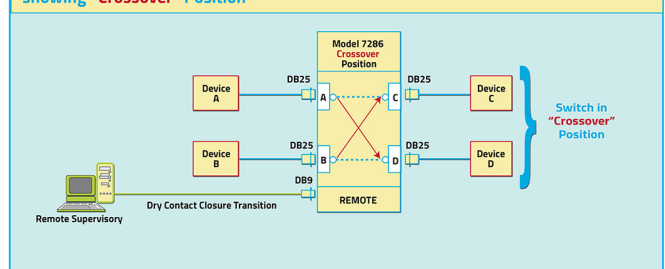 Showing "Crossover" Position
Model 7286
Crossover
Position
DB25
DB25
Device
A
A
C
Device
C
Switch in
“Crossover”
Position
DB25
DB25
Device
B
B
D
Device
D
DB9
REMOTE
Dry Contact Closure Transition
Remote Supervisory